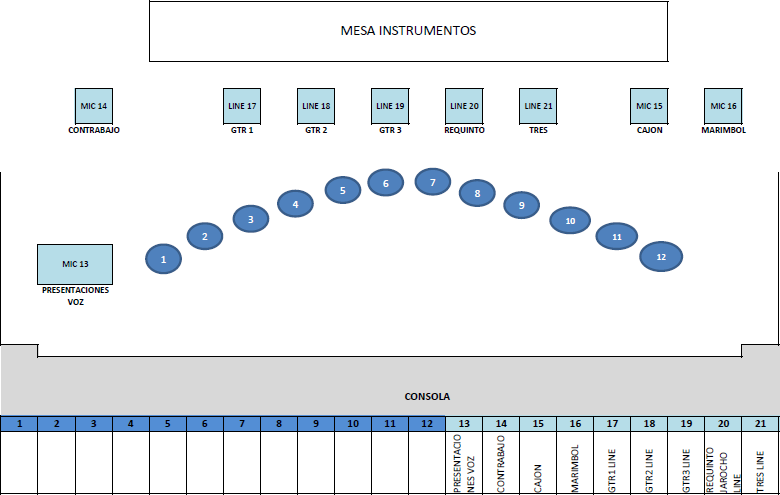 MESA INSTRUMENTOS
MIC 14
LINE 17
LINE 18
LINE 19
LINE 20
LINE 21
MIC 15
MIC 16
CONTRABAJO
GTR 1
GTR 2
GTR 3
REQUINTO
TRES
CAJON
MARIMBOL
1
2
3
4
5
6
7
8
9
10
11
12
MIC 13
PRESENTACIONES
VOZ
CONSOLA
1 2 3 4 5 6 7 8 9 10 11 12 13 14 15 16 17 18 19 20 21
PRESENTACIO
NES VOZ
CONTRABAJO
CAJON
MARIMBOL
GTR1 LINE
GTR2 LINE
GTR3 LINE
REQUINTO
JAROCHO
LINE
TRES LINE